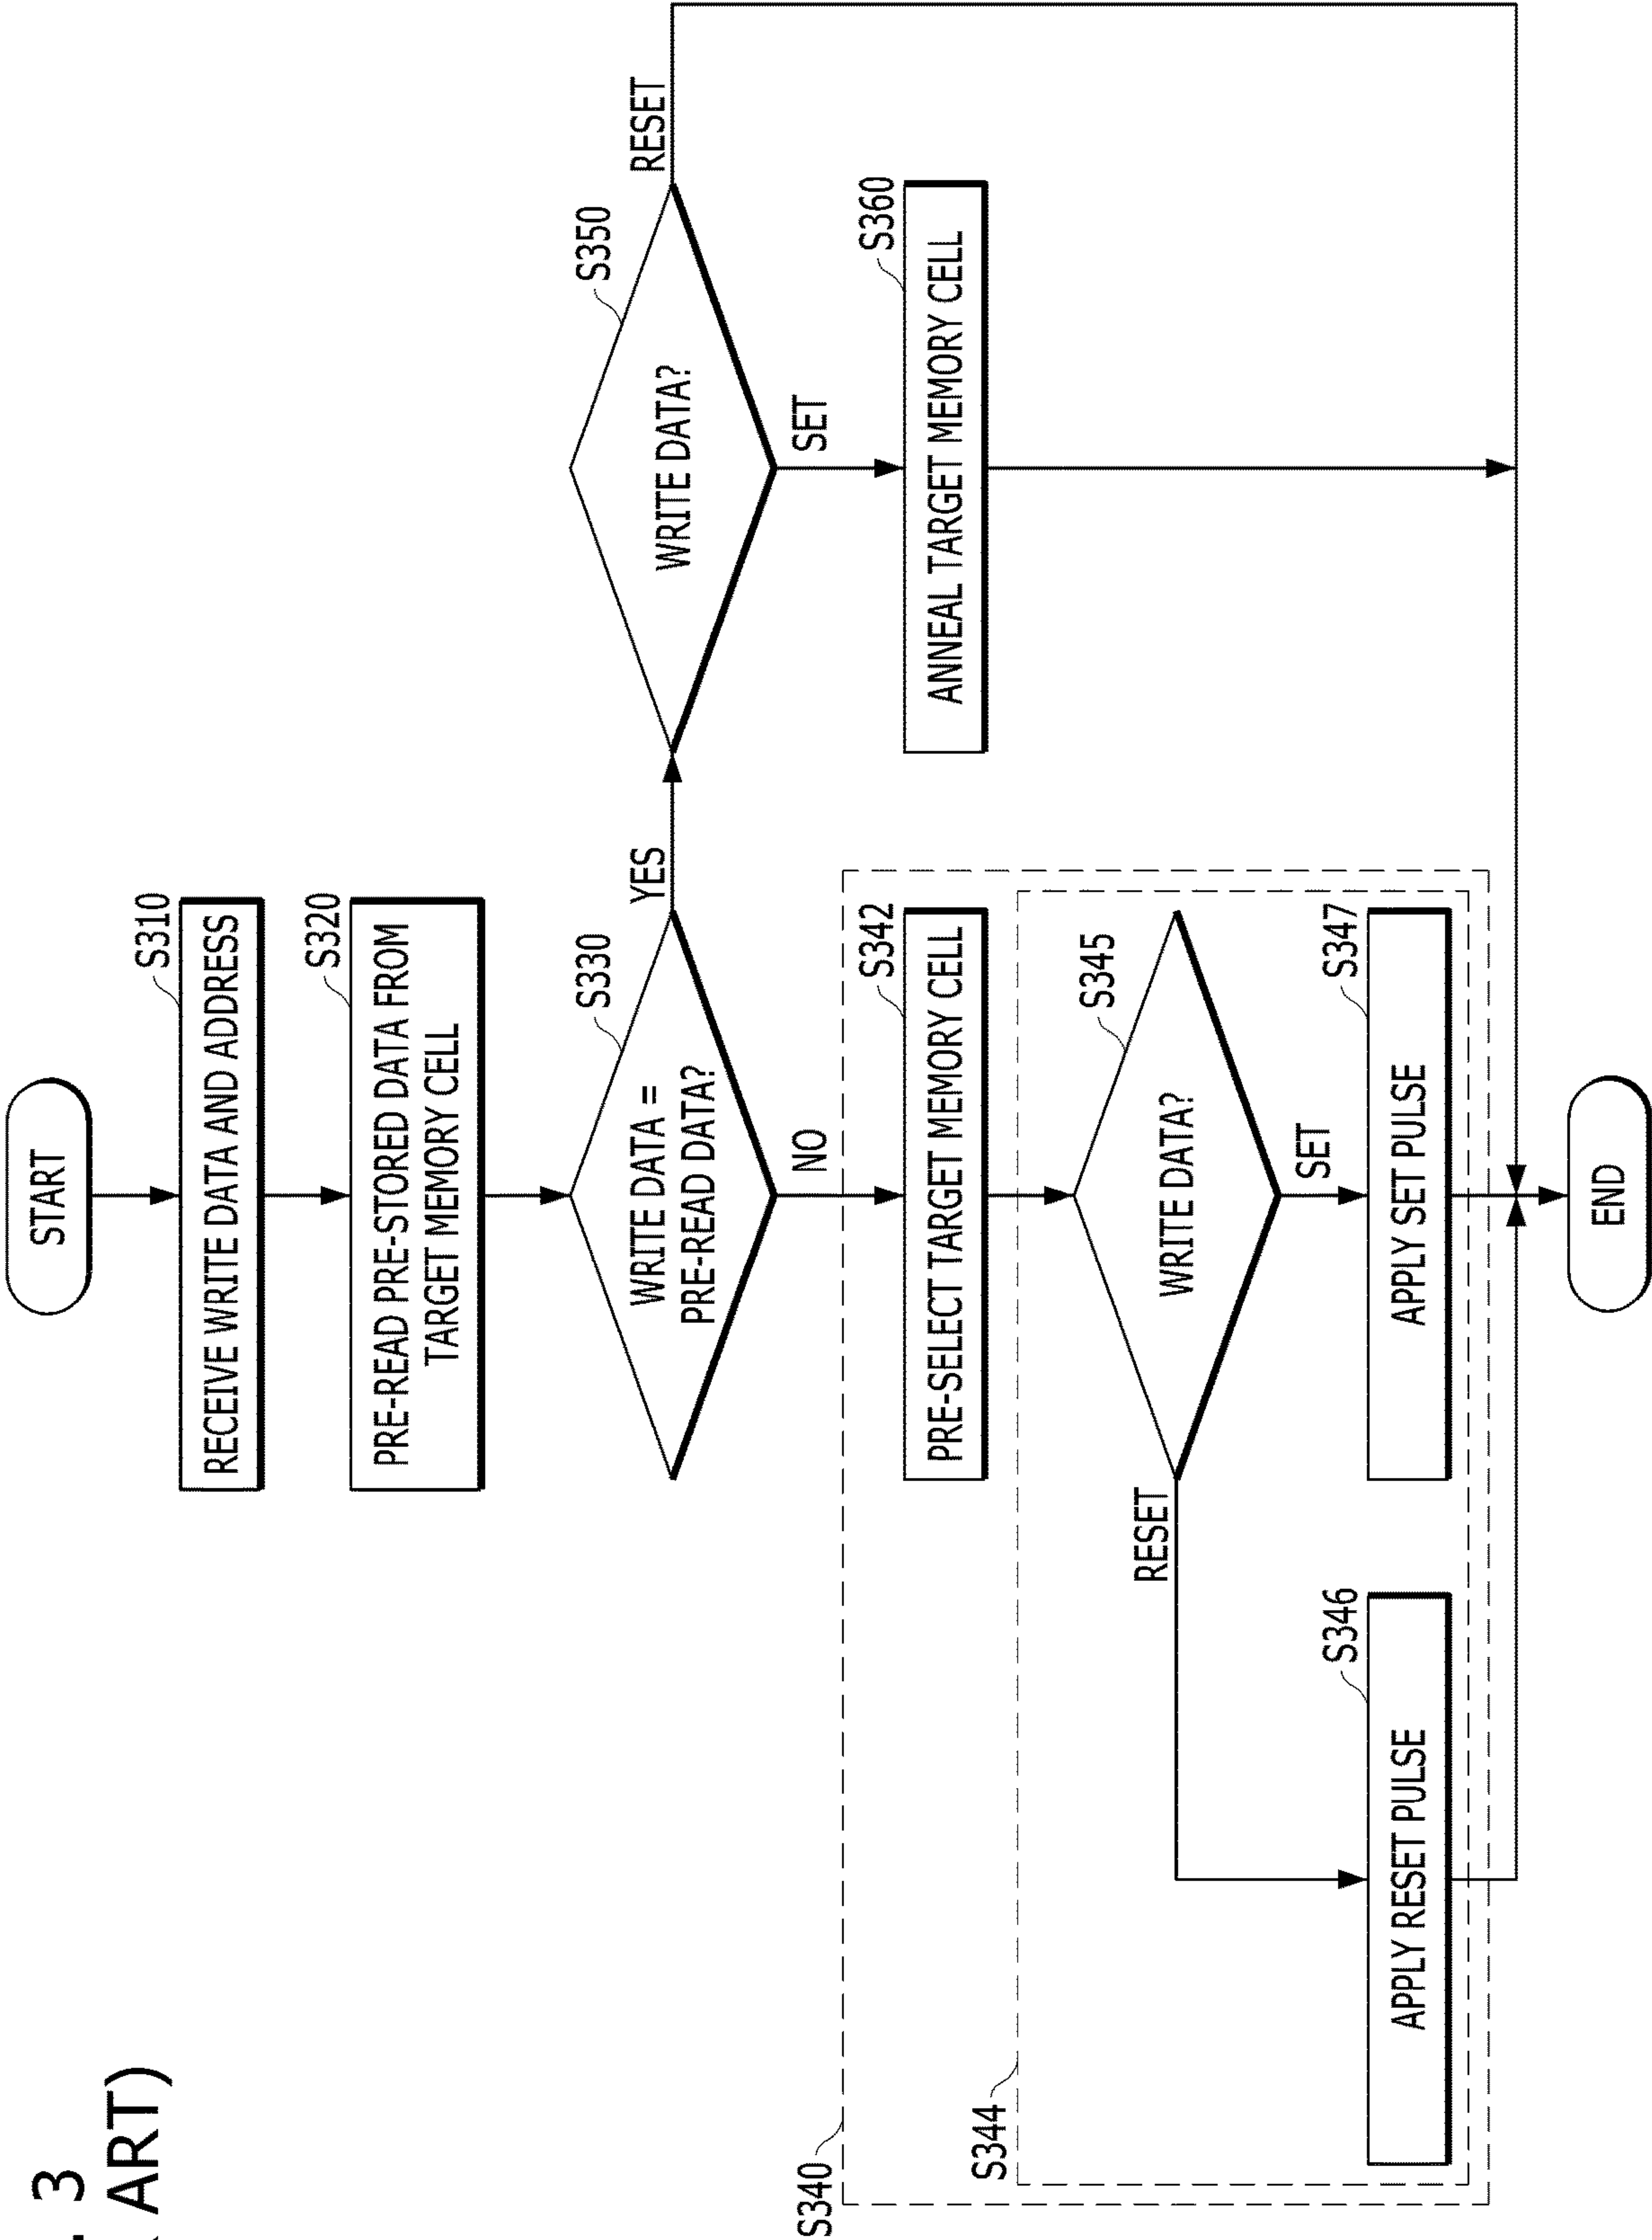 3
ART)
START
S310
RECEIVE WRITE DATA AND ADDRESS
S320
PRE-READ PRE-STORED DATA FROM
TARGET MEMORY CELL
S330
WRITE DATA =
PRE-READ DATA?
YES
NO
S350
WRITE DATA?
RESET
SET
S360
ANNEAL TARGET MEMORY CELL
S340
S342
PRE-SELECT TARGET MEMORY CELL
S344
S345
WRITE DATA?
RESET
SET
S346
APPLY RESET PULSE
S347
APPLY SET PULSE
END